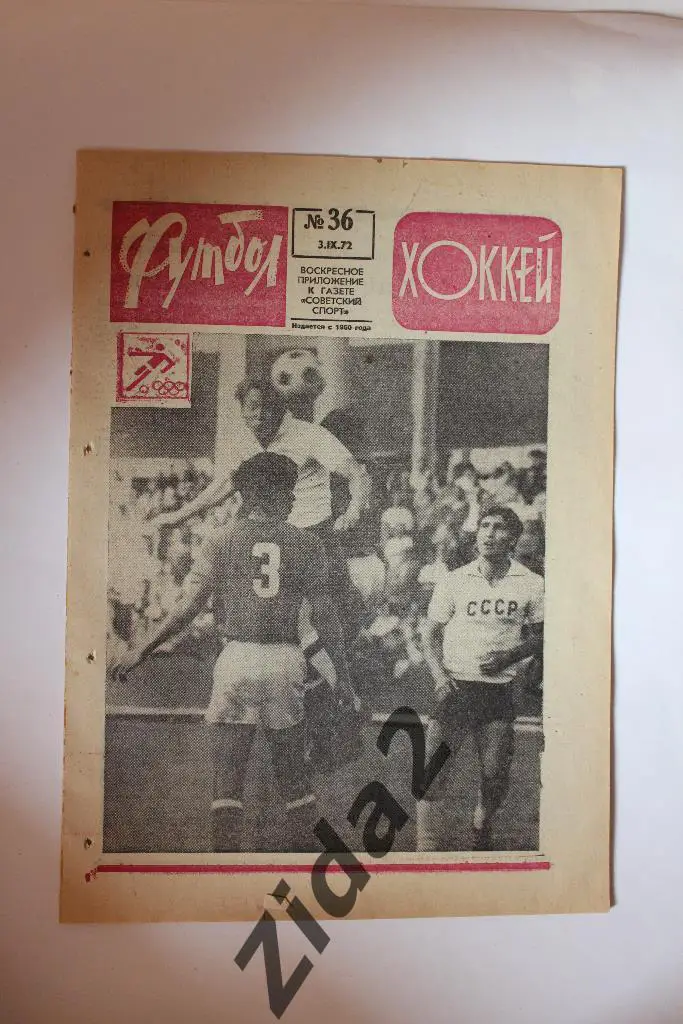 Футбол
№ 36
3.IX.72
ВОСКРЕСНОЕ
ПРИЛОЖЕНИЕ
К ГАЗЕТЕ
«СОВЕТСКИЙ
СПОРТ»
Издается с 1960 года
ХОККЕЙ
3
СССР
zida2